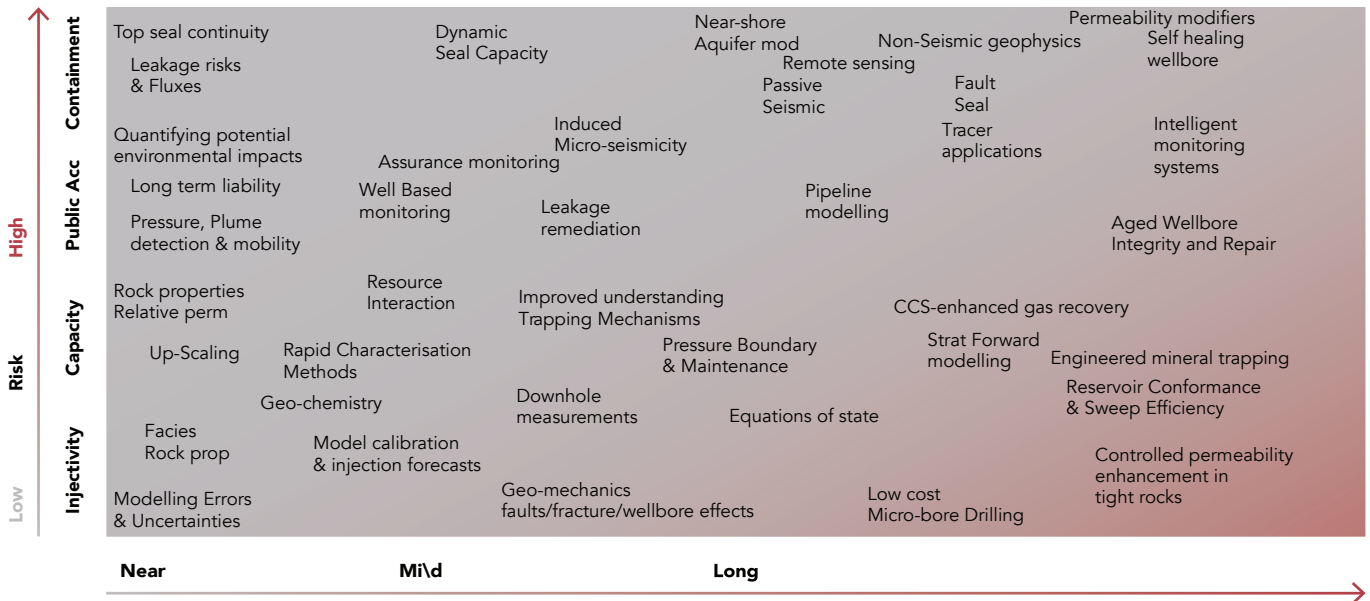 High
Risk
Low
Containment
Public Acc
Capacity
Injectivity
Top seal continuity
Leakage risks
& Fluxes
Dynamic
Seal Capacity
Near-shore
Aquifer mod
Non-Seismic geophysics
Permeability modifiers
Self healing
wellbore
Remote sensing
Passive
Seismic
Fault
Seal
Quantifying potential
environmental impacts
Induced
Micro-seismicity
Tracer
applications
Intelligent
monitoring
systems
Assurance monitoring
Long term liability
Well Based
monitoring
Pipeline
modelling
Leakage
remediation
Pressure, Plume
detection & mobility
Aged Wellbore
Integrity and Repair
Rock properties
Relative perm
Resource
Interaction
Improved understanding
Trapping Mechanisms
CCS-enhanced gas recovery
Up-Scaling
Rapid Characterisation
Methods
Pressure Boundary
& Maintenance
Strat Forward
modelling
Engineered mineral trapping
Geo-chemistry
Downhole
measurements
Equations of state
Reservoir Conformance
& Sweep Efficiency
Facies
Rock prop
Model calibration
& injection forecasts
Controlled permeability
enhancement in
tight rocks
Modelling Errors
& Uncertainties
Geo-mechanics
faults/fracture/wellbore effects
Low cost
Micro-bore Drilling
Near
Mi\d
Long